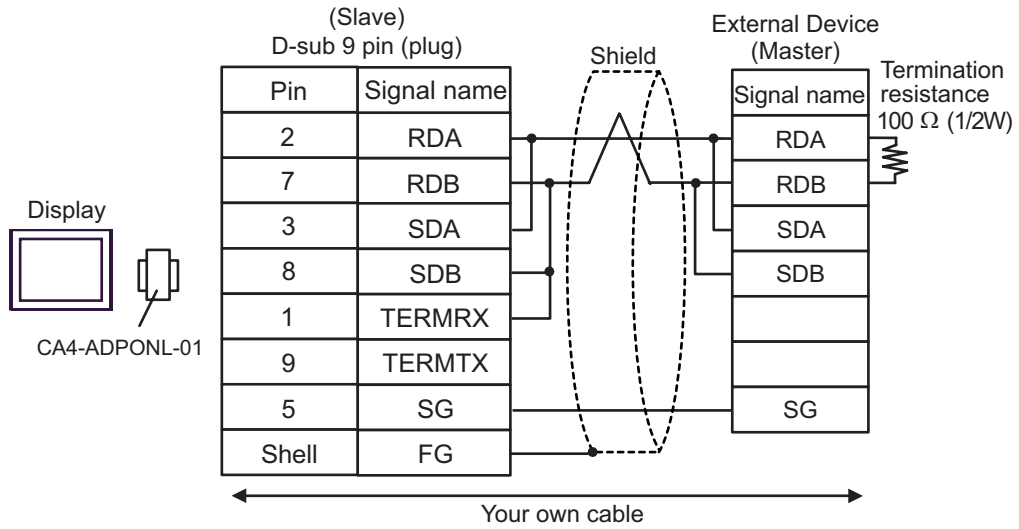 (Slave)
D-sub 9 pin (plug)
Shield
External Device
(Master)
Termination
resistance
100 Ω (1/2W)
Pin Signal name
Signal name
2 RDA
RDA
7 RDB
RDB
3 SDA
SDA
8 SDB
SDB
1 TERMRX
9 TERMTX
5 SG
SG
Shell FG
Display
CA4-ADPONL-01
Your own cable